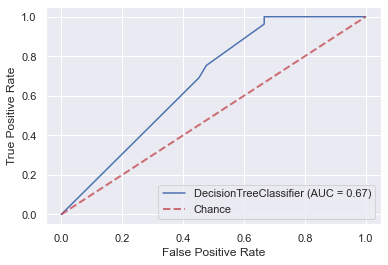 1.0
0.8
0.6
0.4
0.2
0.0
True Positive Rate
DecisionTreeClassifier (AUC = 0.67)
Chance
0.0 0.2 0.4 0.6 0.8 1.0
False Positive Rate